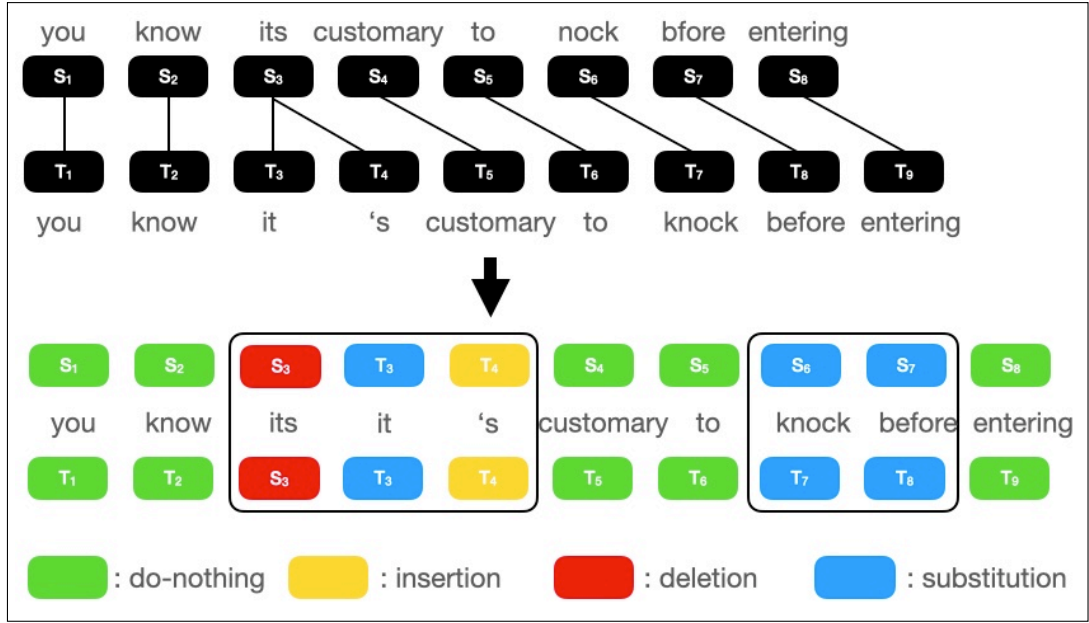 you know its customary to nock bfore entering
S₁ S₂ S₃ S₄ S₅ S₆ S₇ S₈
T₁ T₂ T₃ T₄ T₅ T₆ T₇ T₈ T₉
you know it ‘s customary to knock before entering
S₁ S₂ S₃ T₃ T₄ S₄ S₅ S₆ S₇ S₈
you know its it ‘s customary to knock before entering
T₁ T₂ S₃ T₃ T₄ T₅ T₆ T₇ T₈ T₉
: do-nothing : insertion : deletion : substitution